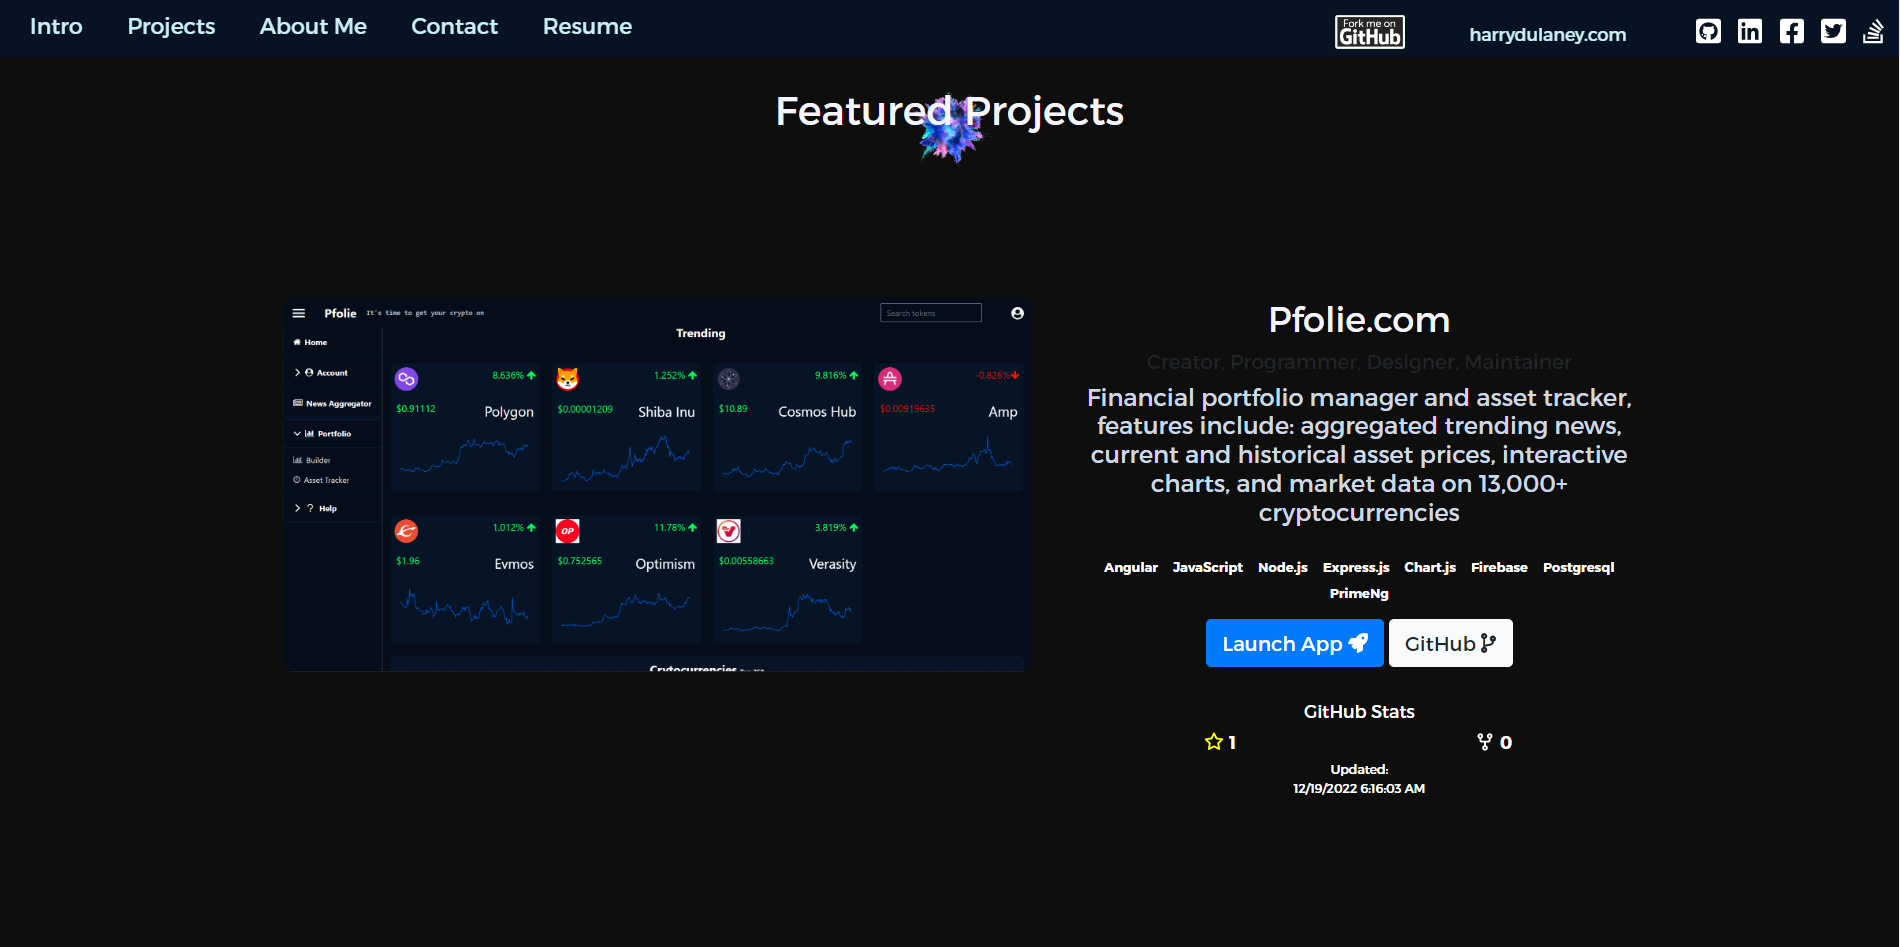 Intro Projects About Me Contact Resume
Fork me on
GitHub
harrydulaney.com
Featured Projects
Pfolie It's time to get your crypto on
Search tokens
Home
Account
News Aggregator
Portfolio
Builder
Asset Tracker
? Help
Trending
8.636%
$0.91112 Polygon
1.252%
$0.00001209 Shiba Inu
9.816%
$10.89 Cosmos Hub
-0.826%
$0.00919635 Amp
1.012%
$1.96 Evmos
OP 11.78%
$0.752565 Optimism
3.819%
$0.00558663 Verasity
Crytocurrencies
Pfolie.com
Creator, Programmer, Designer, Maintainer
Financial portfolio manager and asset tracker,
features include: aggregated trending news,
current and historical asset prices, interactive
charts, and market data on 13,000+
cryptocurrencies
Angular JavaScript Node.js Express.js Chart.js Firebase Postgresql
PrimeNg
Launch App GitHub
GitHub Stats
1 0
Updated:
12/19/2022 6:16:03 AM